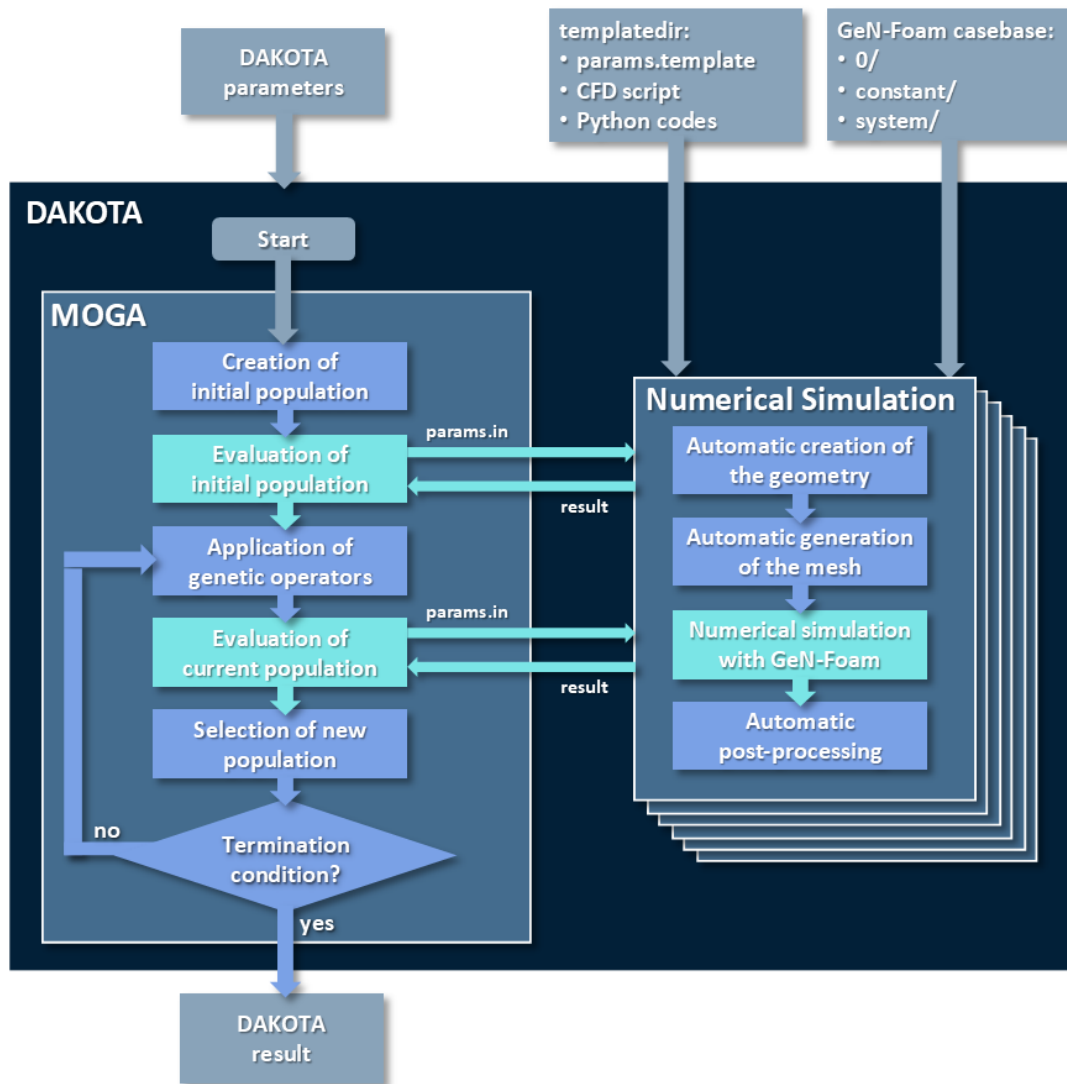 DAKOTA
parameters
templatedir:
• params.template
• CFD script
• Python codes
GeN-Foam casebase:
• 0/
• constant/
• system/
DAKOTA
Start
MOGA
Creation of
initial population
Evaluation of
initial population
params.in
result
Application of
genetic operators
Evaluation of
current population
params.in
result
Selection of new
population
Termination
condition?
no
yes
Numerical Simulation
Automatic creation of
the geometry
Automatic generation
of the mesh
Numerical simulation
with GeN-Foam
Automatic
post-processing
DAKOTA
result